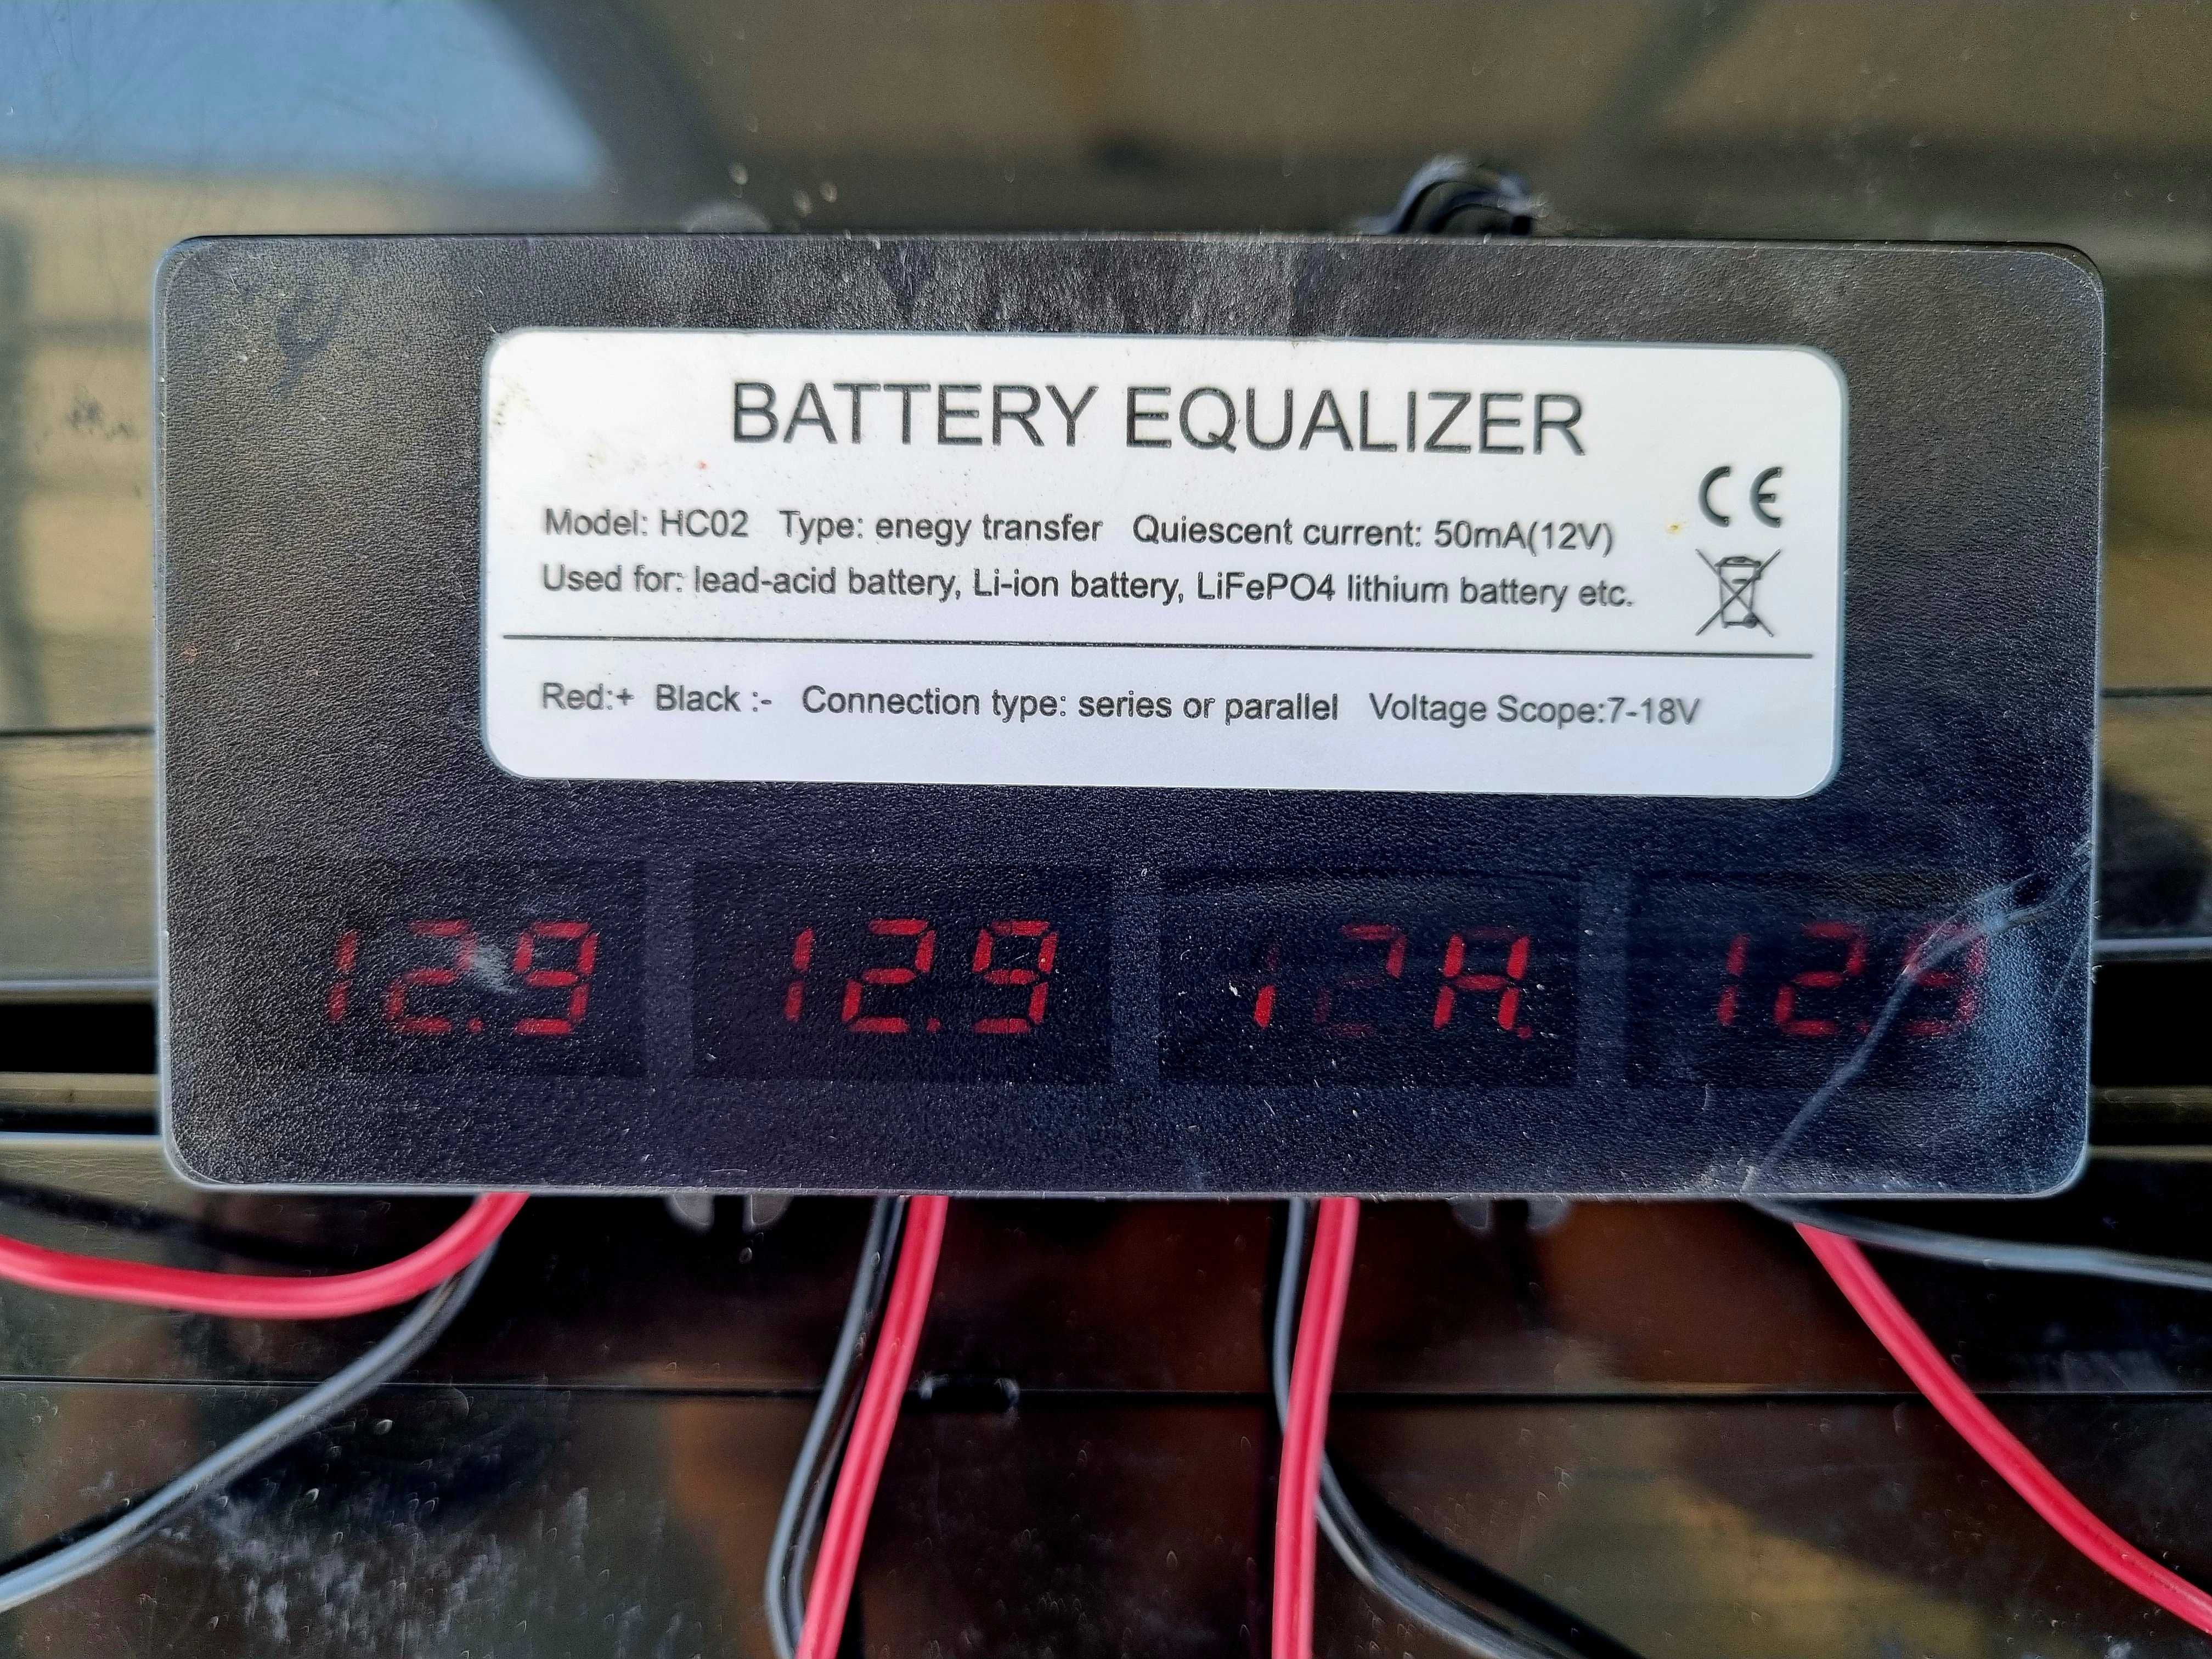 BATTERY EQUALIZER
CE
Model: HC02 Type: enegy transfer Quiescent current: 50mA(12V)
Used for: lead-acid battery, Li-ion battery, LiFePO4 lithium battery etc.
Red:+ Black :- Connection type: series or parallel Voltage Scope:7-18V
12.9 12.9 12.9